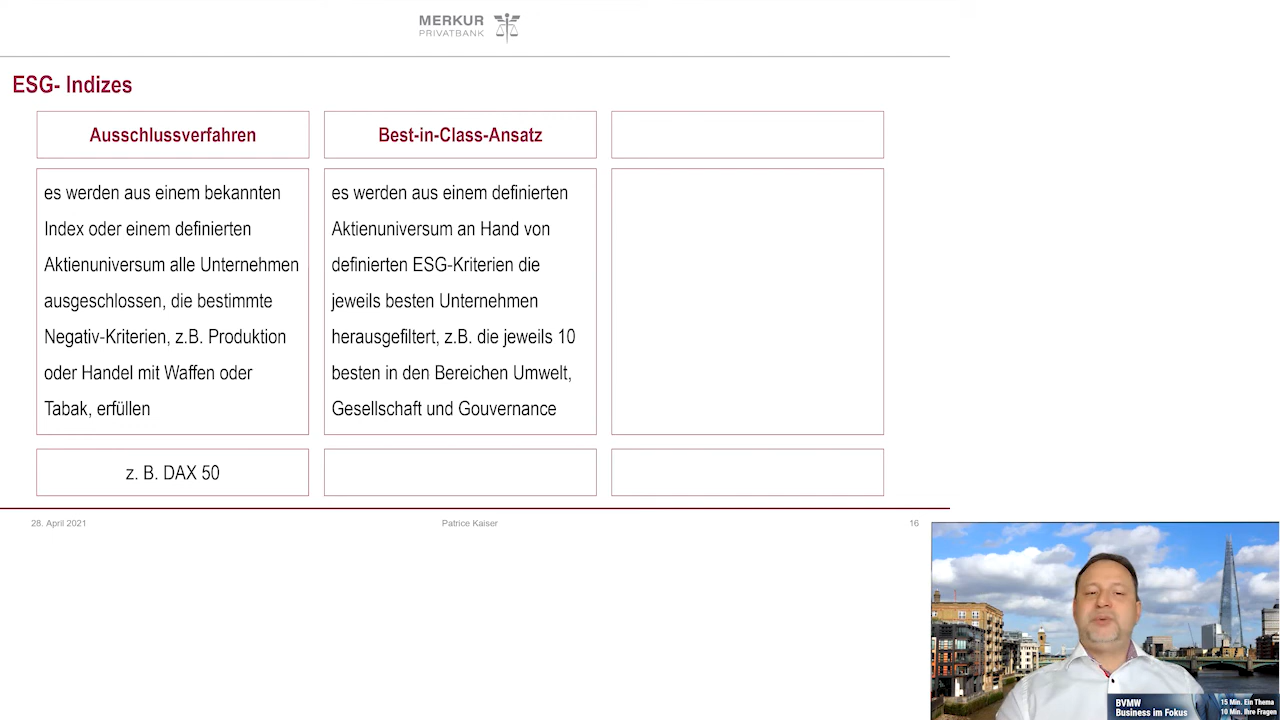 MERKUR
PRIVATBANK
ESG- Indizes
Ausschlussverfahren
es werden aus einem bekannten
Index oder einem definierten
Aktienuniversum alle Unternehmen
ausgeschlossen, die bestimmte
Negativ-Kriterien, z.B. Produktion
oder Handel mit Waffen oder
Tabak, erfüllen
z. B. DAX 50
Best-in-Class-Ansatz
es werden aus einem definierten
Aktienuniversum an Hand von
definierten ESG-Kriterien die
jeweils besten Unternehmen
herausgefiltert, z.B. die jeweils 10
besten in den Bereichen Umwelt,
Gesellschaft und Gouvernance
28. April 2021
Patrice Kaiser
16
BVMW
Business im Fokus
15 Min. Ein Thema
10 Min. Ihre Fragen